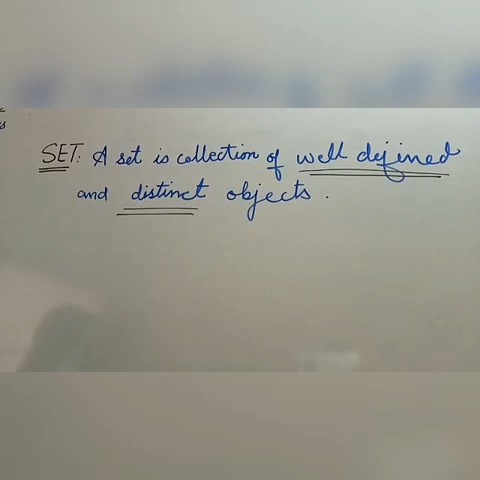 SET: A set is collection of well defined
and distinct objects.